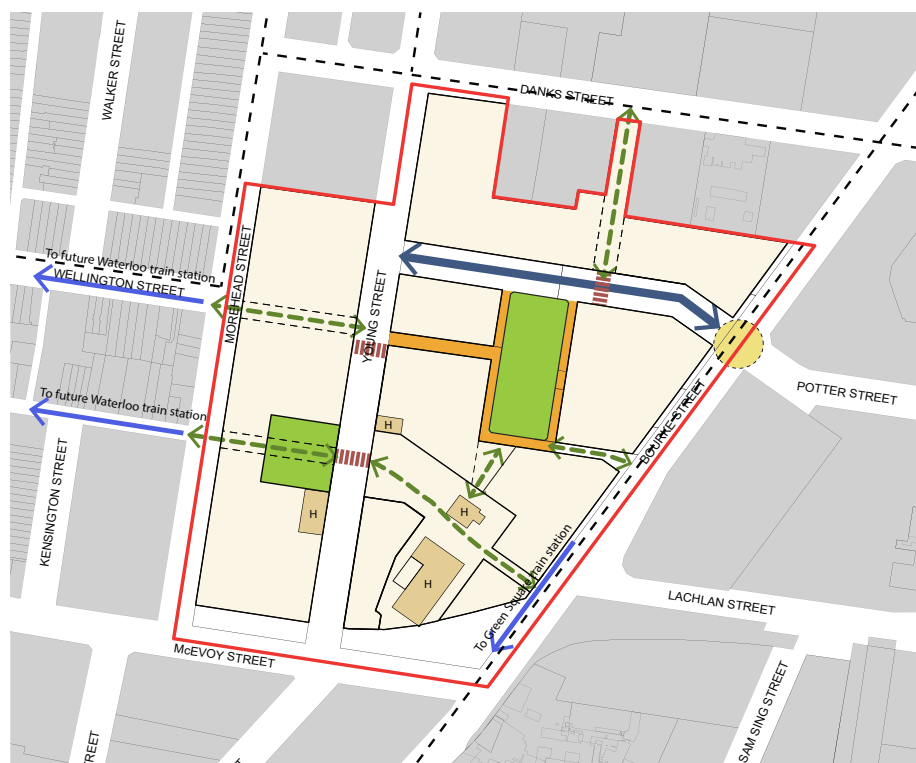 WALKER STREET
DANKS STREET
To future Waterloo train station
WELLINGTON STREET
MOREHEAD STREET
YOUNG STREET
POTTER STREET
To future Waterloo train station
BOURKE STREET
KENSINGTON STREET
H
H
H
H
To Green Square train station
LACHLAN STREET
McEVOY STREET
SAM SING STREET
TREET
T